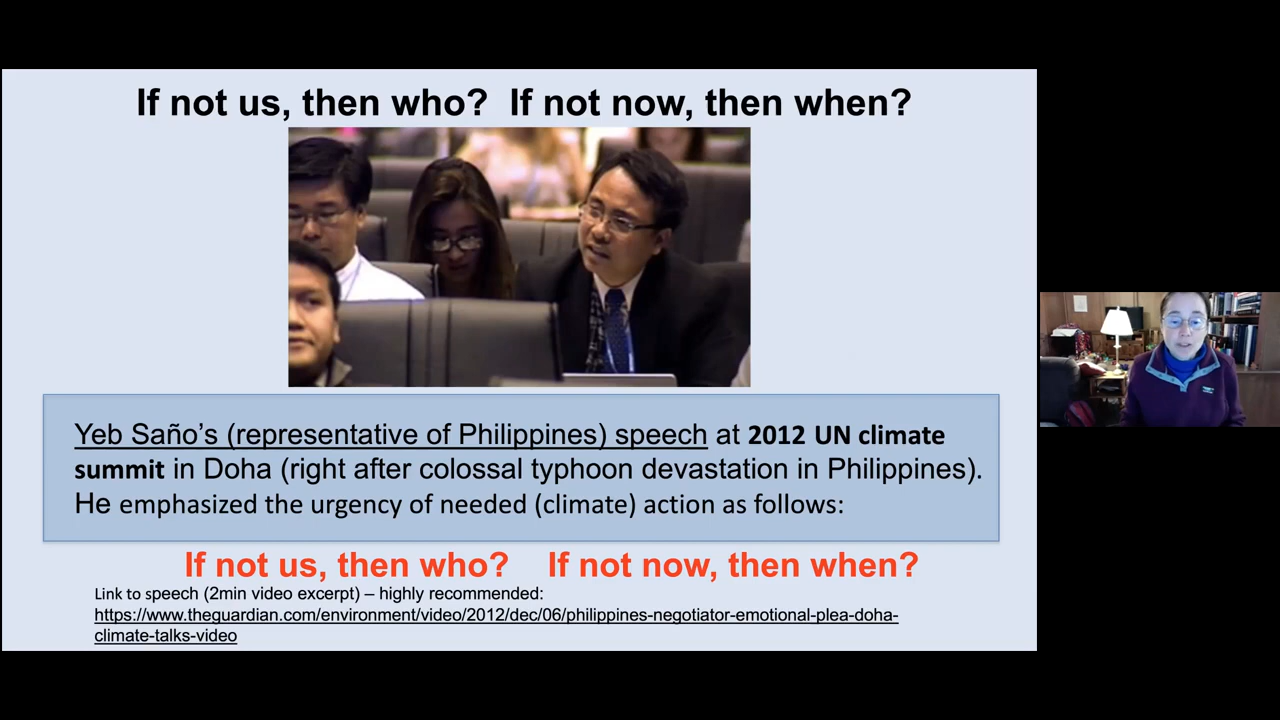 If not us, then who? If not now, then when?
Yeb Saño's (representative of Philippines) speech at 2012 UN climate
summit in Doha (right after colossal typhoon devastation in Philippines).
He emphasized the urgency of needed (climate) action as follows:
If not us, then who? If not now, then when?
Link to speech (2min video excerpt) – highly recommended:
https://www.theguardian.com/environment/video/2012/dec/06/philippines-negotiator-emotional-plea-doha-
climate-talks-video